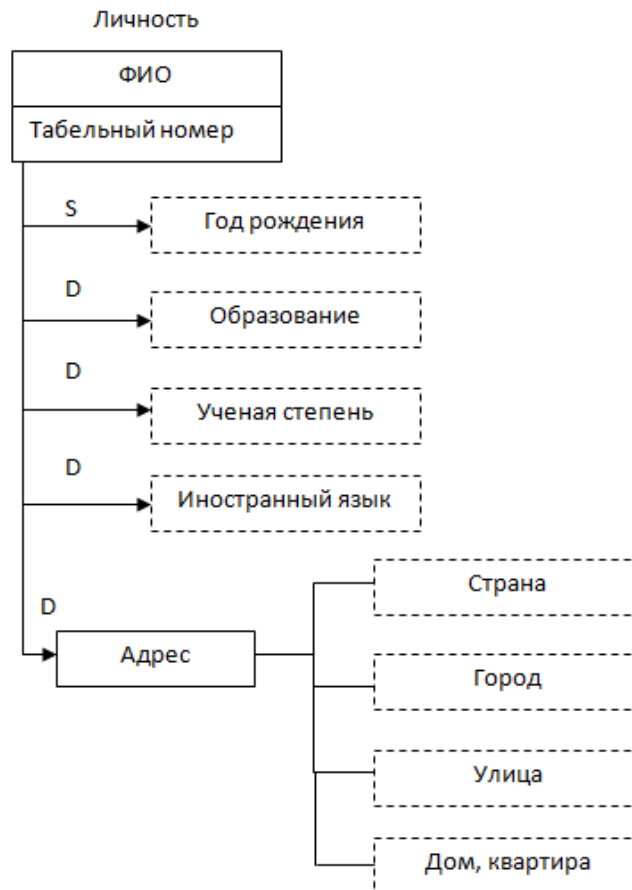 Личность
ФИО
Табельный номер
S
Год рождения
D
Образование
D
Ученая степень
D
Иностранный язык
D
Адрес
Страна
Город
Улица
Дом, квартира